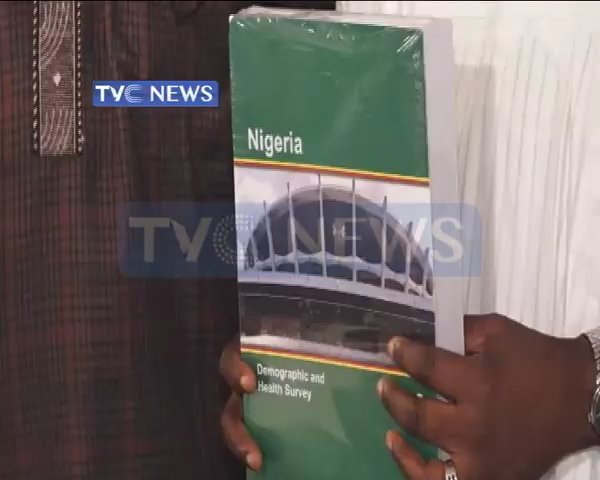 TVC NEWS
Nigeria
TVC NEWS
Demographic and
Health Survey